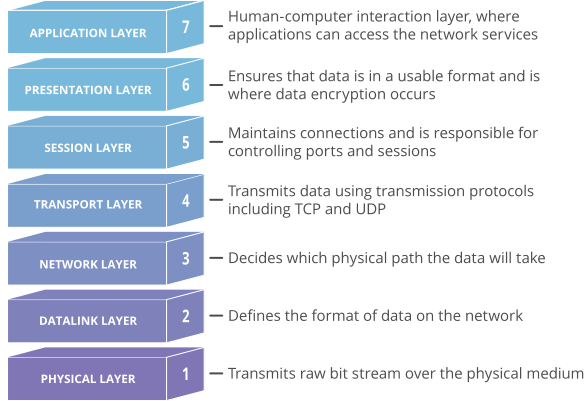 APPLICATION LAYER 7
Human-computer interaction layer, where
applications can access the network services
PRESENTATION LAYER 6
Ensures that data is in a usable format and is
where data encryption occurs
SESSION LAYER 5
Maintains connections and is responsible for
controlling ports and sessions
TRANSPORT LAYER 4
Transmits data using transmission protocols
including TCP and UDP
NETWORK LAYER 3
Decides which physical path the data will take
DATALINK LAYER 2
Defines the format of data on the network
PHYSICAL LAYER 1
Transmits raw bit stream over the physical medium